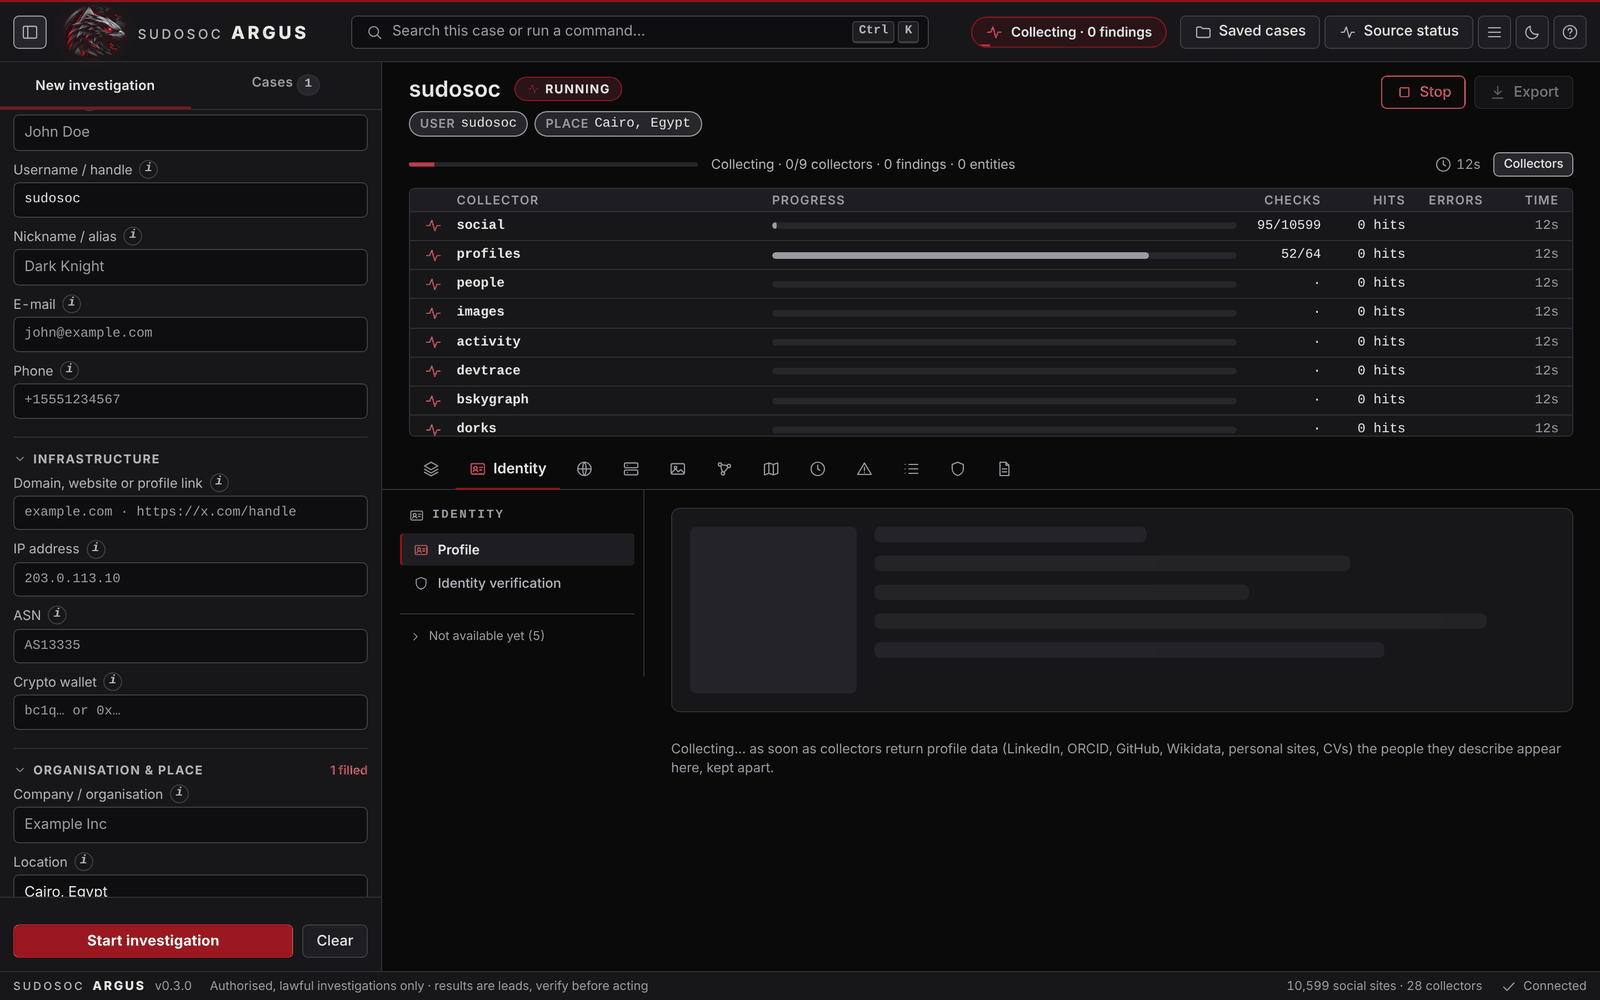 SUDOSOC ARGUS
Search this case or run a command...
Ctrl K
Collecting · 0 findings
Saved cases
Source status
New investigation
Cases 1
John Doe
Username / handle i
sudosoc
Nickname / alias i
Dark Knight
E-mail i
john@example.com
Phone i
+15551234567
INFRASTRUCTURE
Domain, website or profile link i
example.com · https://x.com/handle
IP address i
203.0.113.10
ASN i
AS13335
Crypto wallet i
bc1q… or 0x…
ORGANISATION & PLACE 1 filled
Company / organisation i
Example Inc
Location i
Cairo, Egypt
Start investigation
Clear
sudosoc RUNNING
Stop
Export
USER sudosoc
PLACE Cairo, Egypt
Collecting · 0/9 collectors · 0 findings · 0 entities
12s
Collectors
COLLECTOR PROGRESS CHECKS HITS ERRORS TIME
social 95/10599 0 hits 12s
profiles 52/64 0 hits 12s
people · 0 hits 12s
images · 0 hits 12s
activity · 0 hits 12s
devtrace · 0 hits 12s
bskygraph · 0 hits 12s
dorks · 0 hits 12s
Identity
IDENTITY
Profile
Identity verification
Not available yet (5)
Collecting... as soon as collectors return profile data (LinkedIn, ORCID, GitHub, Wikidata, personal sites, CVs) the people they describe appear
here, kept apart.
SUDOSOC ARGUS v0.3.0 Authorised, lawful investigations only · results are leads, verify before acting
10,599 social sites · 28 collectors
Connected